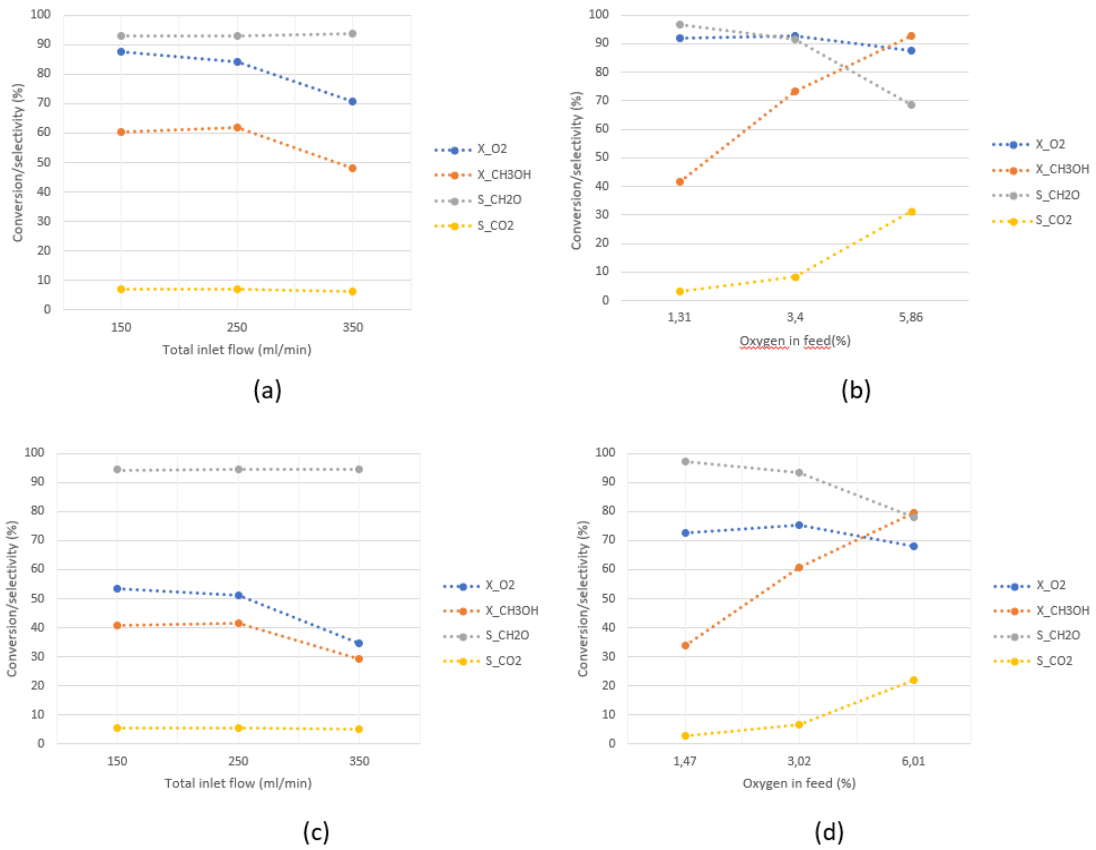 Conversion/selectivity (%)
100
90
80
70
60
50
40
30
20
10
0
150 250 350
Total inlet flow (ml/min)
X_O2
X_CH3OH
S_CH2O
S_CO2
(a)
Conversion/selectivity (%)
100
90
80
70
60
50
40
30
20
10
0
1,31 3,4 5,86
Oxygen in feed(%)
X_O2
X_CH3OH
S_CH2O
S_CO2
(b)
Conversion/selectivity (%)
100
90
80
70
60
50
40
30
20
10
0
150 250 350
Total inlet flow (ml/min)
X_O2
X_CH3OH
S_CH2O
S_CO2
(c)
Conversion/selectivity (%)
100
90
80
70
60
50
40
30
20
10
0
1,47 3,02 6,01
Oxygen in feed (%)
X_O2
X_CH3OH
S_CH2O
S_CO2
(d)